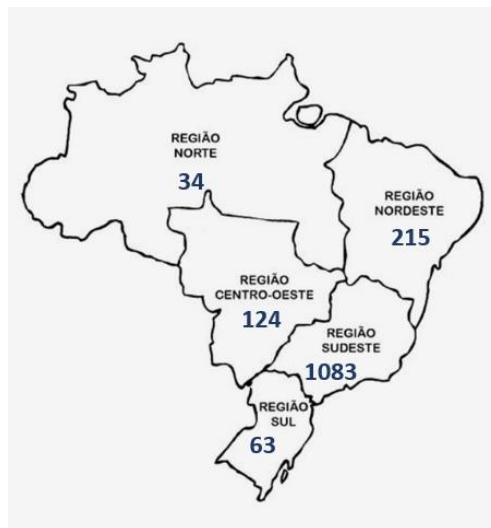 REGIÃO
NORTE
34
REGIÃO
NORDESTE
215
REGIÃO
CENTRO-OESTE
124
REGIÃO
SUDESTE
1083
REGIÃO
SUL
63